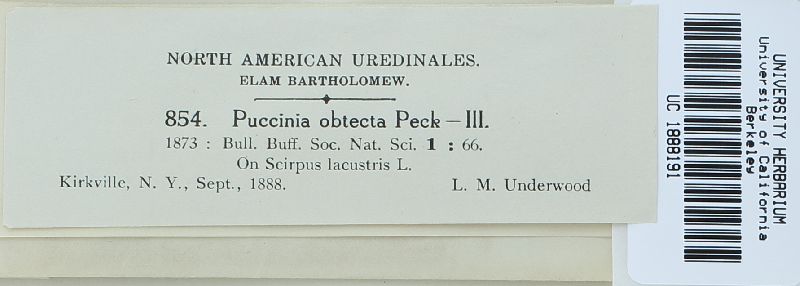 NORTH AMERICAN UREDINALES.
ELAM BARTHOLOMEW.
854. Puccinia obtecta Peck—III.
1873 : Bull. Buff. Soc. Nat. Sci. 1 : 66.
On Scirpus lacustris L.
Kirkville, N. Y., Sept., 1888. L. M. Underwood
UNIVERSITY HERBARIUM
University of California
Berkeley
UC 1888191